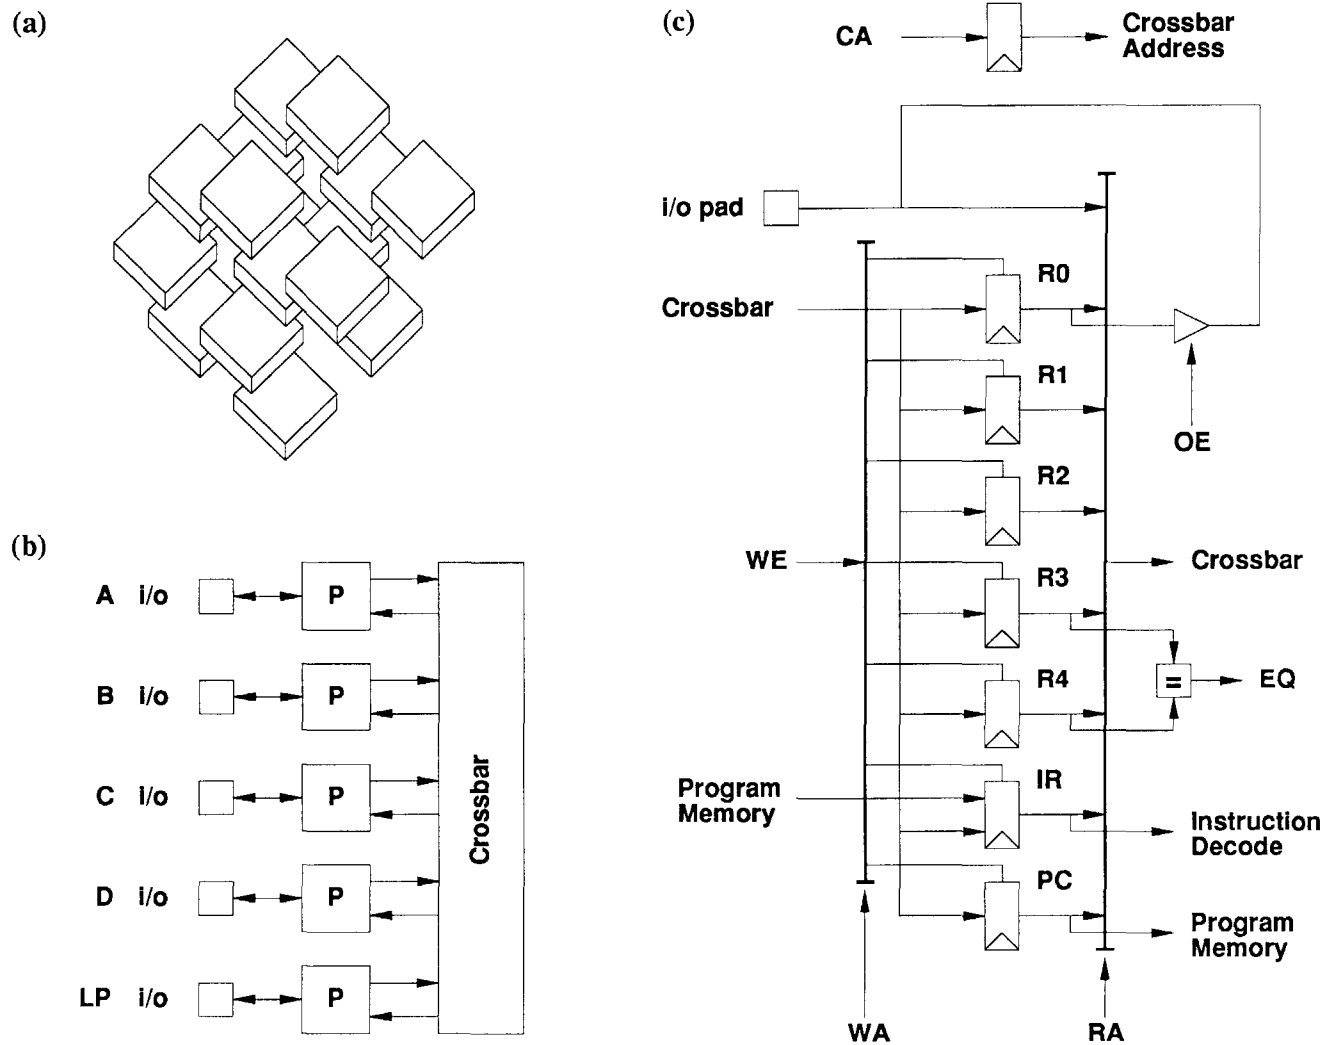 (a)
(b)
A i/o P
B i/o P
C i/o P
D i/o P
LP i/o P
Crossbar
(c)
CA
Crossbar
Address
i/o pad
R0
Crossbar
R1
OE
R2
WE
R3
Crossbar
=
EQ
R4
Program
Memory
IR
Instruction
Decode
PC
Program
Memory
WA
RA